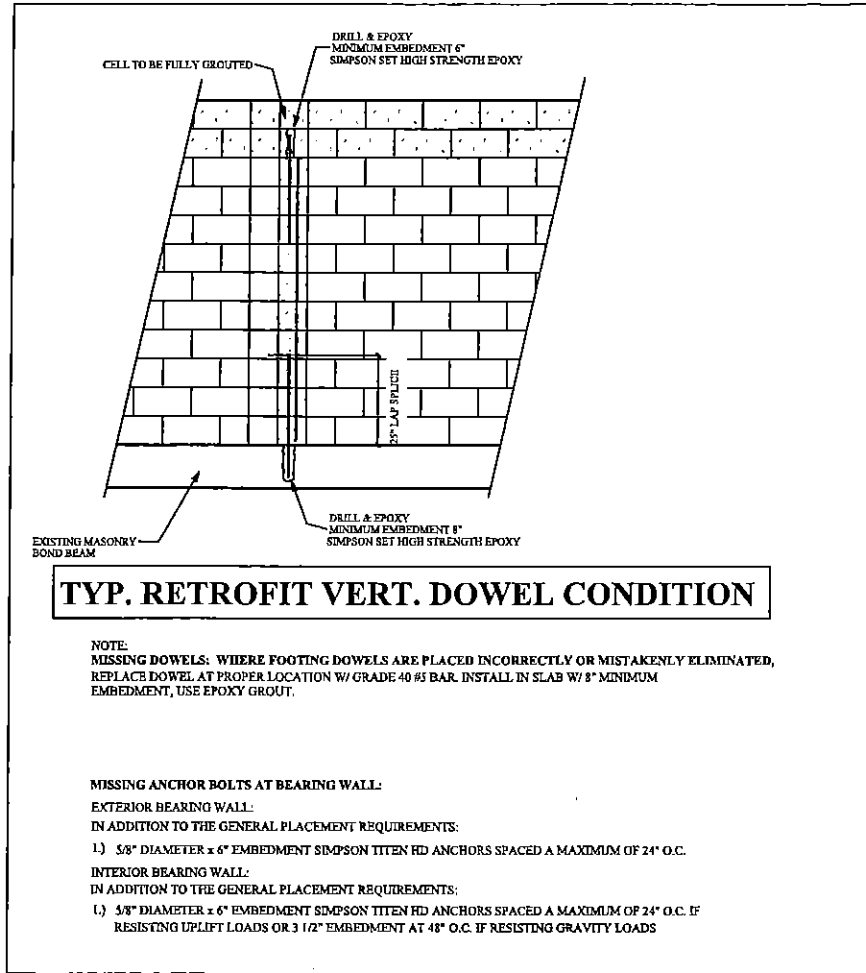 DRILL & EPOXY
MINIMUM EMBEDMENT 6"
SIMPSON SET HIGH STRENGTH EPOXY
CELL TO BE FULLY GROUTED
25" LAP SPLICE
DRILL & EPOXY
MINIMUM EMBEDMENT 8"
SIMPSON SET HIGH STRENGTH EPOXY
EXISTING MASONRY
BOND BEAM
TYP. RETROFIT VERT. DOWEL CONDITION
NOTE:
MISSING DOWELS: WHERE FOOTING DOWELS ARE PLACED INCORRECTLY OR MISTAKENLY ELIMINATED,
REPLACE DOWEL AT PROPER LOCATION W/ GRADE 40 #5 BAR. INSTALL IN SLAB W/ 8" MINIMUM
EMBEDMENT, USE EPOXY GROUT.
MISSING ANCHOR BOLTS AT BEARING WALL:
EXTERIOR BEARING WALL:
IN ADDITION TO THE GENERAL PLACEMENT REQUIREMENTS:
1.) 5/8" DIAMETER x 6" EMBEDMENT SIMPSON TITEN HD ANCHORS SPACED A MAXIMUM OF 24" O.C.
INTERIOR BEARING WALL:
IN ADDITION TO THE GENERAL PLACEMENT REQUIREMENTS:
1.) 5/8" DIAMETER x 6" EMBEDMENT SIMPSON TITEN HD ANCHORS SPACED A MAXIMUM OF 24" O.C. IF
RESISTING UPLIFT LOADS OR 3 1/2" EMBEDMENT AT 48" O.C. IF RESISTING GRAVITY LOADS